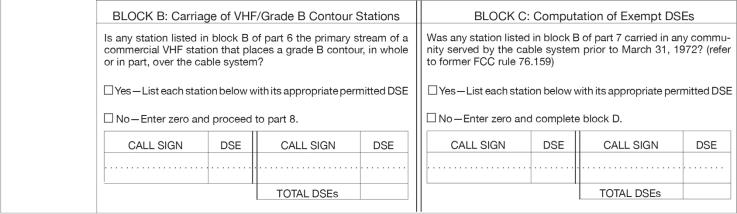 BLOCK B: Carriage of VHF/Grade B Contour Stations
Is any station listed in block B of part 6 the primary stream of a
commercial VHF station that places a grade B contour, in whole
or in part, over the cable system?
☐ Yes—List each station below with its appropriate permitted DSE
☐ No—Enter zero and proceed to part 8.
CALL SIGN DSE CALL SIGN DSE
TOTAL DSEs
BLOCK C: Computation of Exempt DSEs
Was any station listed in block B of part 7 carried in any commu-
nity served by the cable system prior to March 31, 1972? (refer
to former FCC rule 76.159)
☐ Yes—List each station below with its appropriate permitted DSE
☐ No—Enter zero and complete block D.
CALL SIGN DSE CALL SIGN DSE
TOTAL DSEs